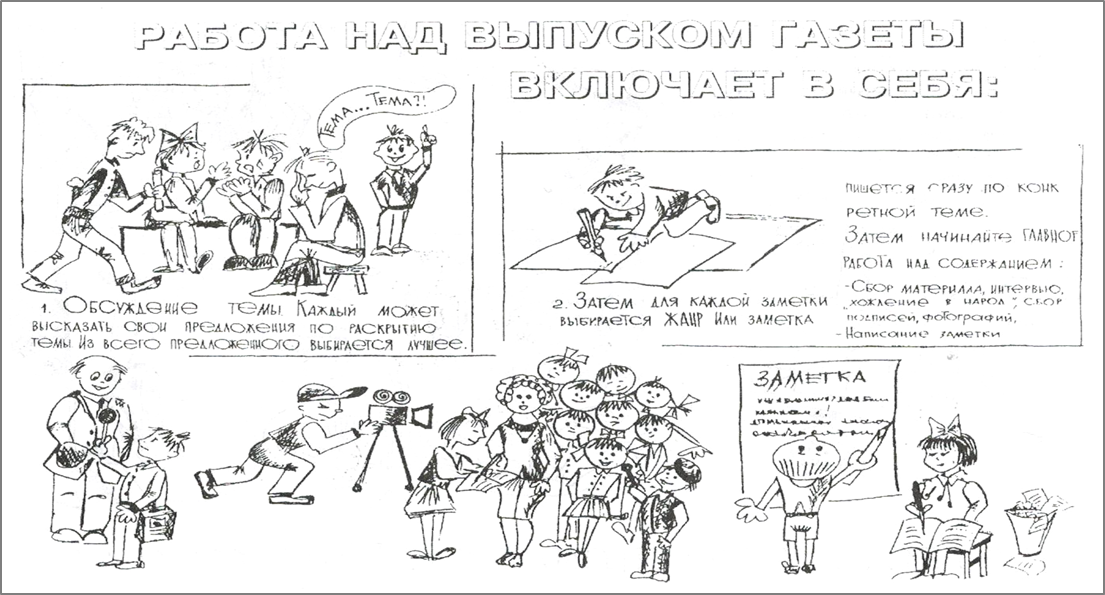 РАБОТА НАД ВЫПУСКОМ ГАЗЕТЫ
ВКЛЮЧАЕТ В СЕБЯ:
ТЕМА... ТЕМА?!
1. ОБСУЖДЕНИЕ ТЕМЫ. КАЖДЫЙ МОЖЕТ
ВЫСКАЗАТЬ СВОИ ПРЕДЛОЖЕНИЯ ПО РАСКРЫТИЮ
ТЕМЫ ИЗ ВСЕГО ПРЕДЛОЖЕННОГО ВЫБИРАЕТСЯ ЛУЧШЕЕ.
2. ЗАТЕМ ДЛЯ КАЖДОЙ ЗАМЕТКИ
ВЫБИРАЕТСЯ ЖАНР ИЛИ ЗАМЕТКА
ПИШЕТСЯ СРАЗУ ПО КОНК
РЕТНОЙ ТЕМЕ.
ЗАТЕМ НАЧИНАЙТЕ
РАБОТА НАД СОДЕРЖАНИЕМ:
-СБОР МАТЕРИАЛА, ИНТЕРВЬЮ,
ХОЖДЕНИЕ В НАРОД, СБОР
ПОДПИСЕЙ, ФОТОГРАФИЙ,
- НАПИСАНИЕ ЗАМЕТКИ
ЗАМЕТКА